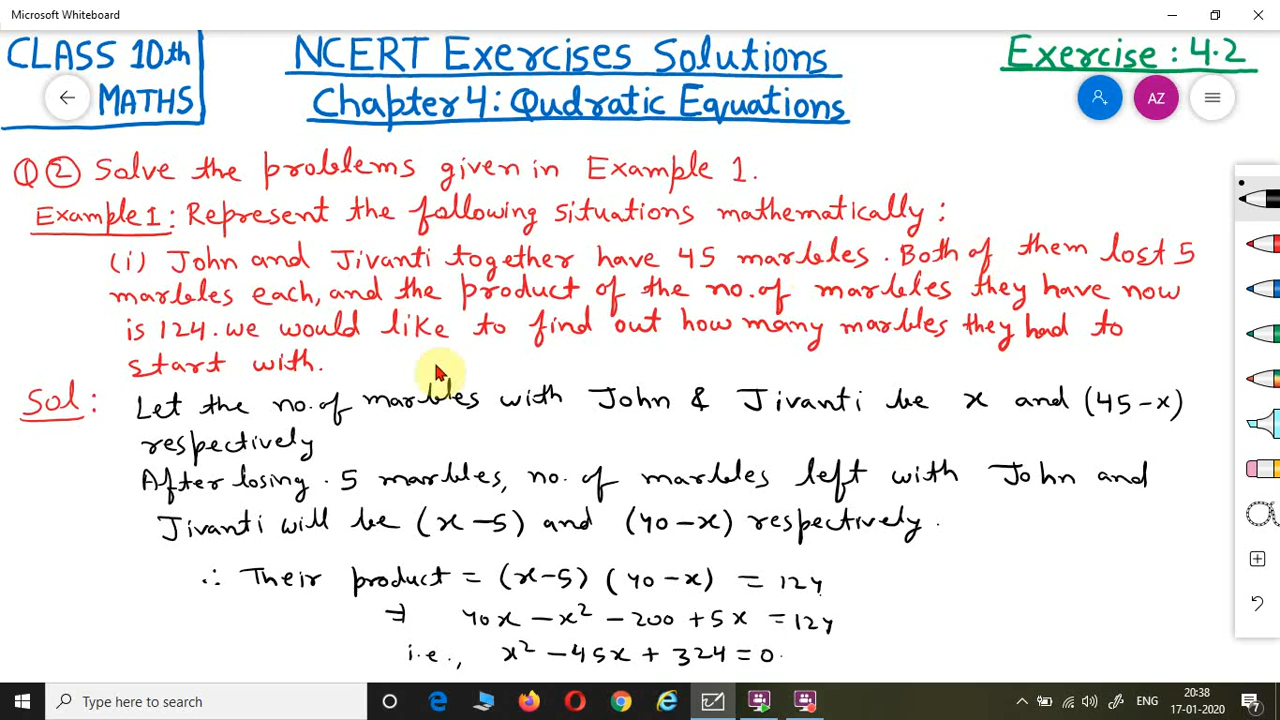 Microsoft Whiteboard
CLASS 10th
MATHS
NCERT Exercises Solutions
Chapter 4: Qudratic Equations
Exercise : 4.2
AZ
Q ② Solve the problems given in Example 1.
Example 1: Represent the following situations mathematically:
(i) John and Jivanti together have 45 marbles. Both of them lost 5
marbles each, and the product of the no. of marbles they have now
is 124. we would like to find out how many marbles they had to
start with.
Sol: Let the no. of marbles with John & Jivanti be x and (45-x)
respectively
After losing 5 marbles, no. of marbles left with John and
Jivanti will be (x-5) and (40-x) respectively.
∴ Their product = (x-5) (40-x) = 124
⇒ 40x - x² - 200 + 5x = 124
i.e., x² - 45x + 324 = 0
Type here to search
ENG
20:38
17-01-2020
7